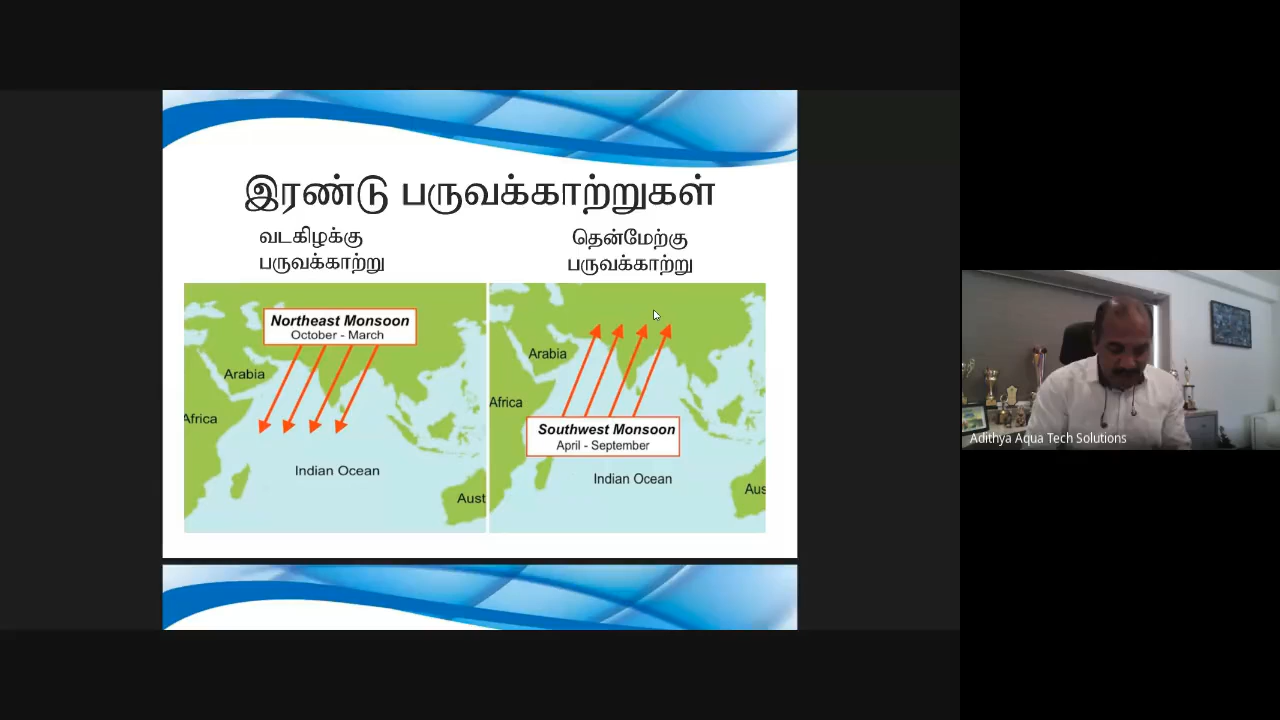 இரண்டு பருவக்காற்றுகள்
வடகிழக்கு
பருவக்காற்று
தென்மேற்கு
பருவக்காற்று
Northeast Monsoon
October - March
Arabia
Africa
Indian Ocean
Aust
Arabia
Africa
Southwest Monsoon
April - September
Indian Ocean
Aus
Adithya Aqua Tech Solutions